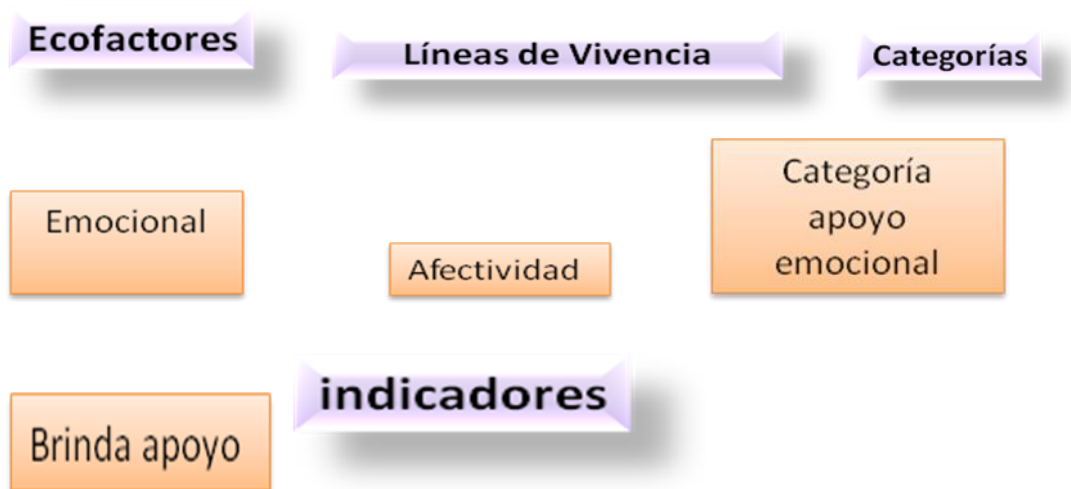 Ecofactores
Líneas de Vivencia
Categorías
Emocional
Afectividad
Categoría
apoyo
emocional
indicadores
Brinda apoyo